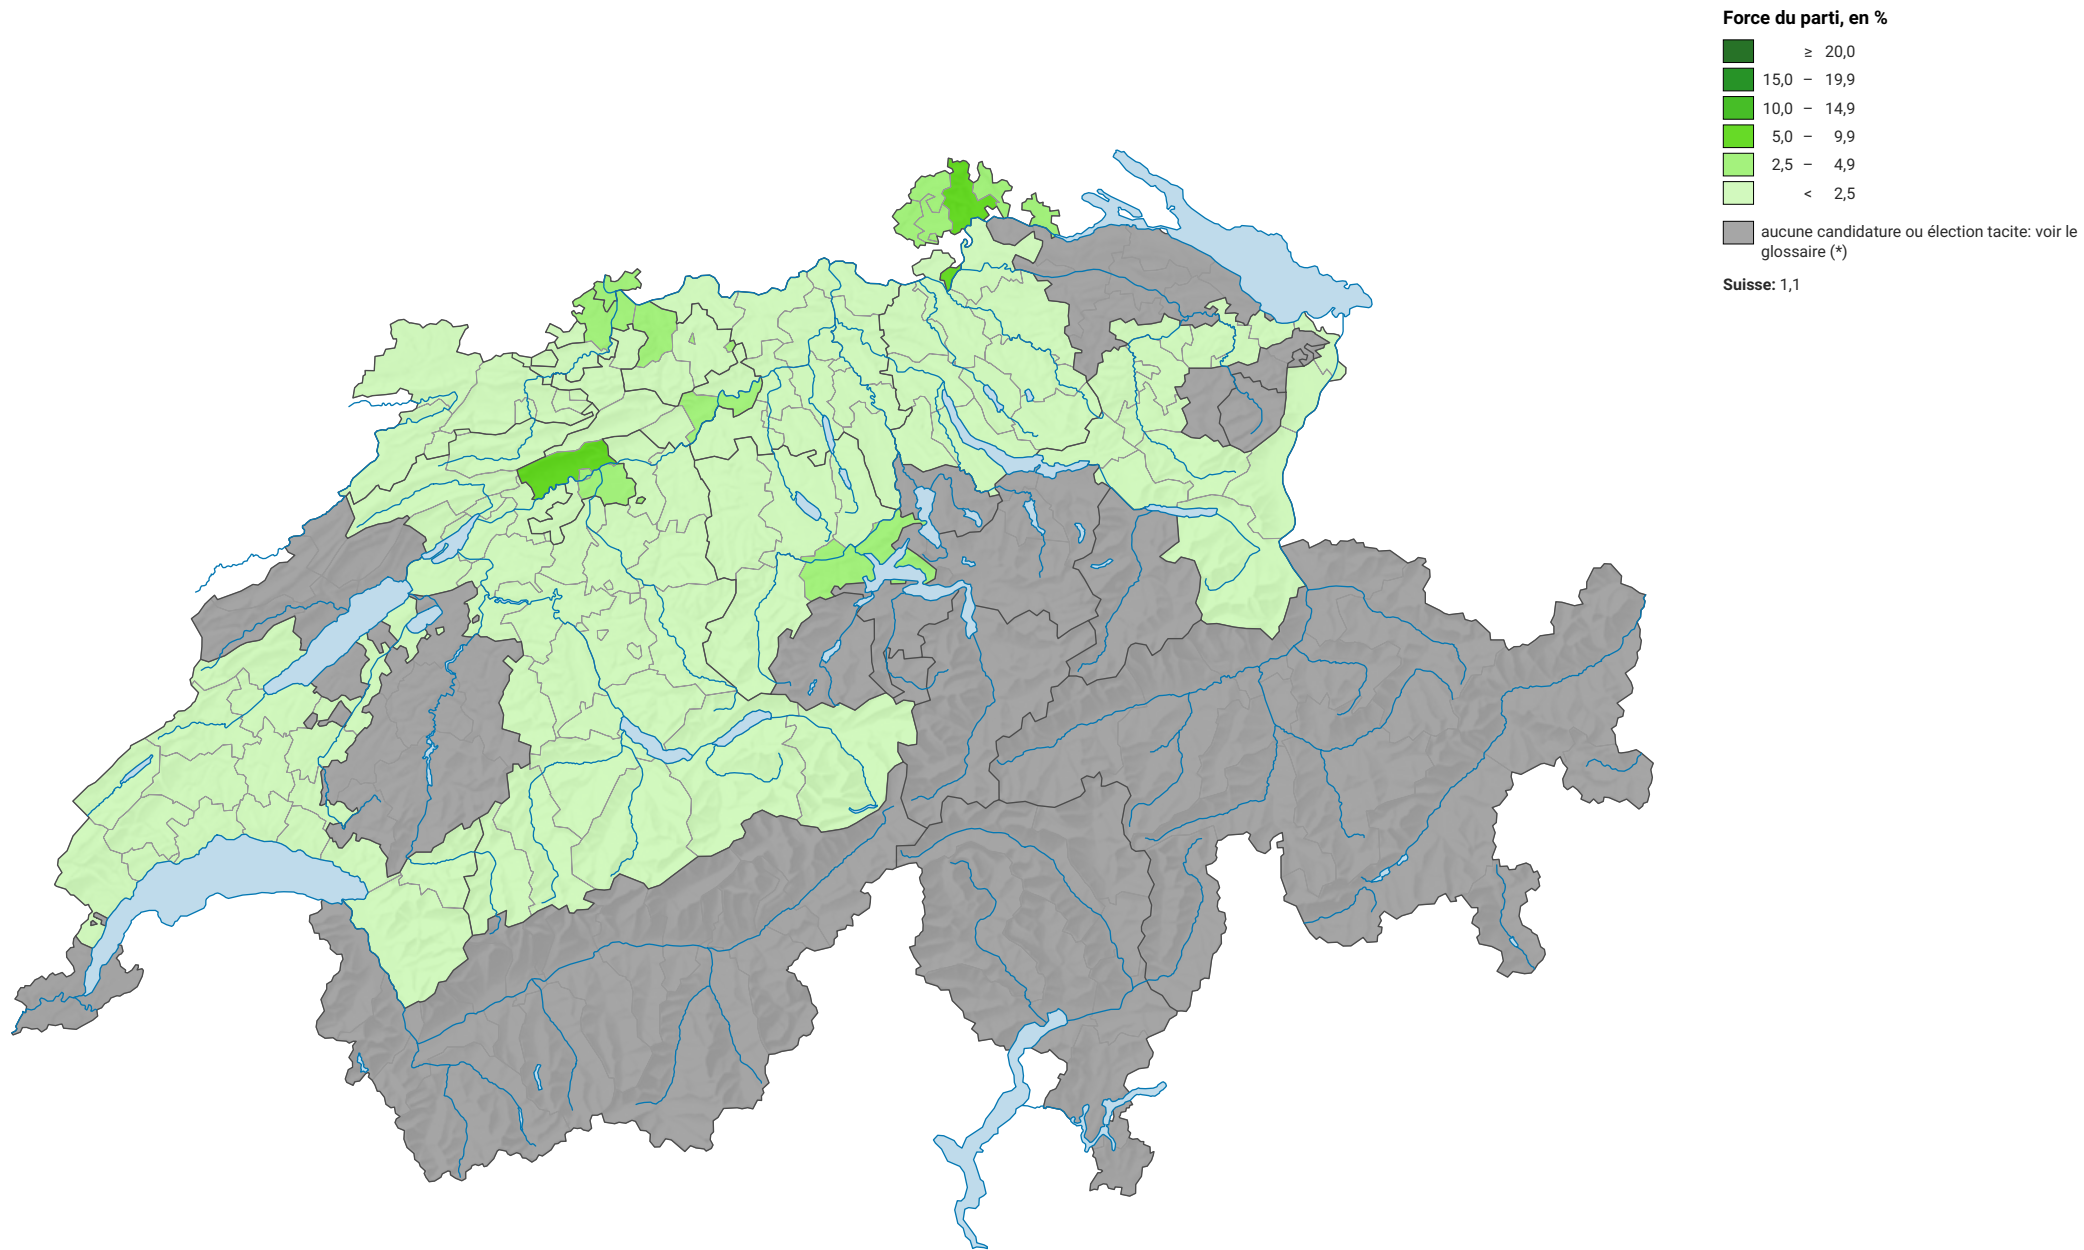 Force du parti, en %
≥ 20,0
15,0 – 19,9
10,0 – 14,9
5,0 – 9,9
2,5 – 4,9
< 2,5
aucune candidature ou élection tacite: voir le
glossaire (*)
Suisse: 1,1